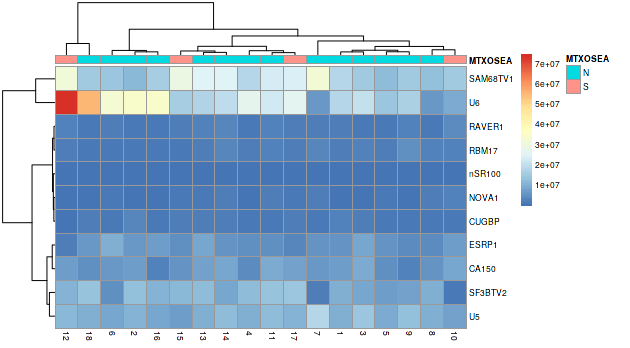 MTXOSEA
SAM68TV1
U6
RAVER1
RBM17
nSR100
NOVA1
CUGBP
ESRP1
CA150
SF3BTV2
U5
12 18 6 2 16 15 13 14 4 11 17 7 1 3 5 9 8 10
7e+07
6e+07
5e+07
4e+07
3e+07
2e+07
1e+07
MTXOSEA
N
S